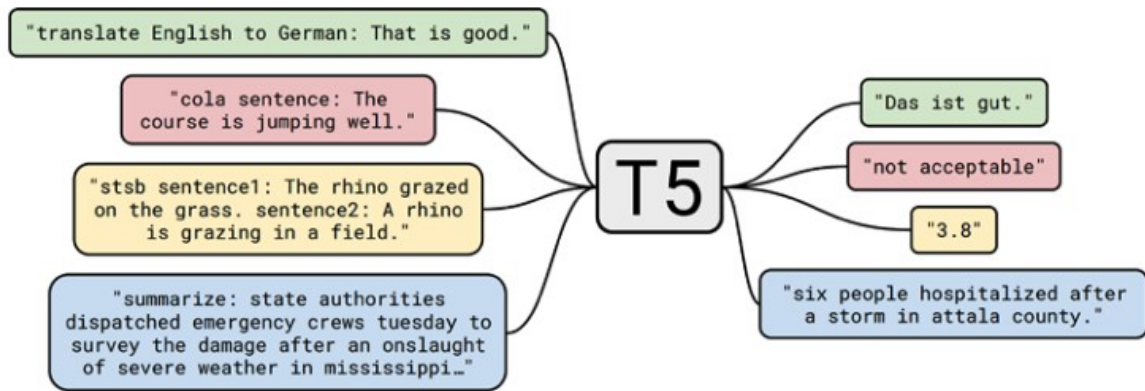 "translate English to German: That is good."
"cola sentence: The
course is jumping well."
"stsb sentence1: The rhino grazed
on the grass. sentence2: A rhino
is grazing in a field."
"summarize: state authorities
dispatched emergency crews tuesday to
survey the damage after an onslaught
of severe weather in mississippi…"
T5
"Das ist gut."
"not acceptable"
"3.8"
"six people hospitalized after
a storm in attala county."